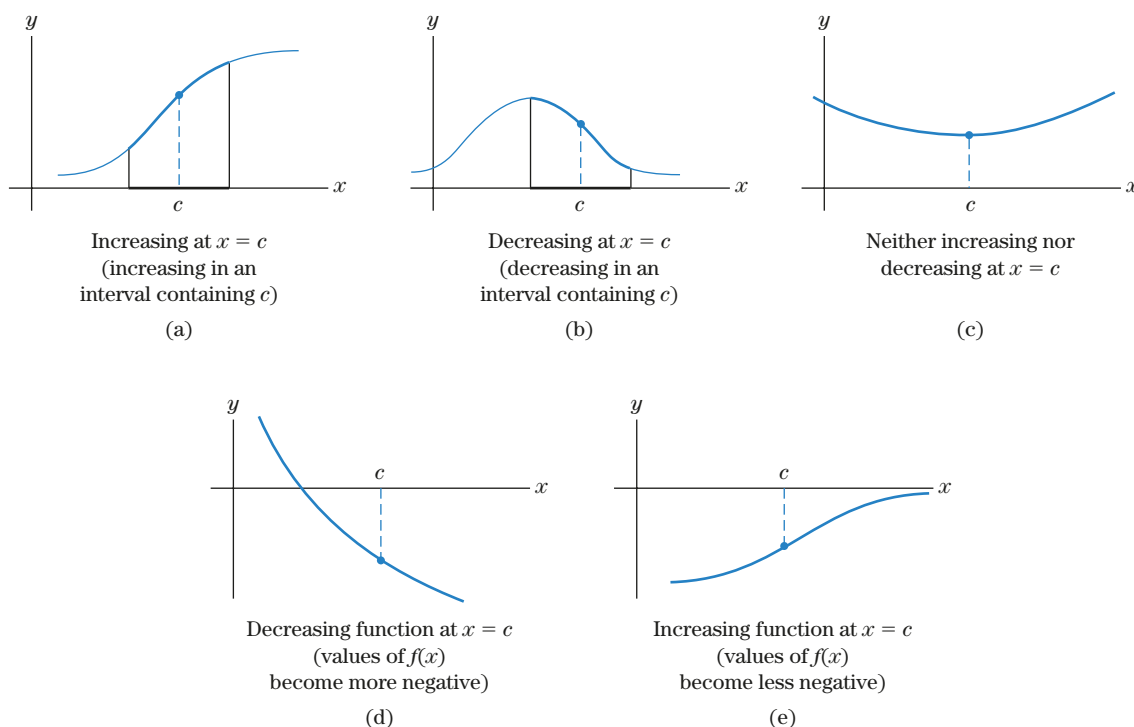 y
x
c
Increasing at x = c
(increasing in an
interval containing c)
(a)
y
x
c
Decreasing at x = c
(decreasing in an
interval containing c)
(b)
y
x
c
Neither increasing nor
decreasing at x = c
(c)
y
c
x
Decreasing function at x = c
(values of f(x)
become more negative)
(d)
y
c
x
Increasing function at x = c
(values of f(x)
become less negative)
(e)